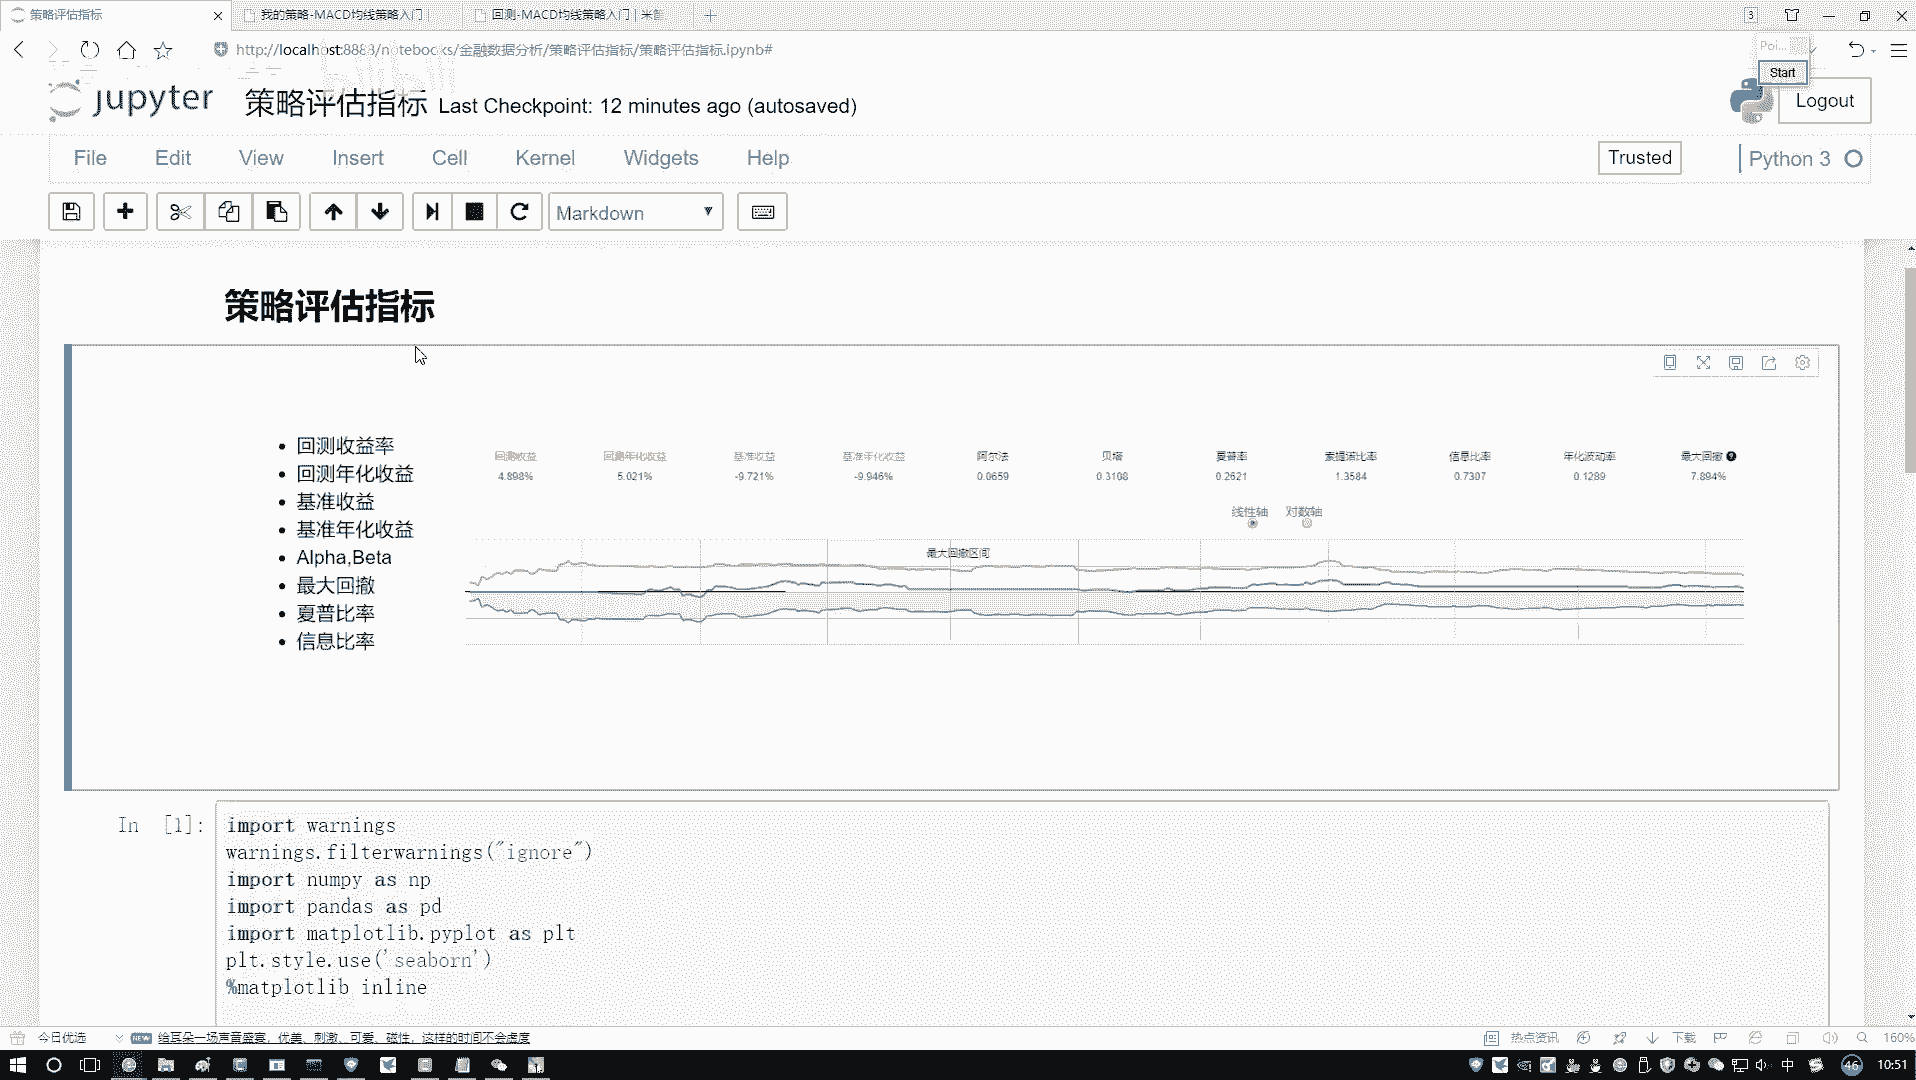 策略评估指标
我的策略-MACD均线策略入门
回测-MACD均线策略入门 | 米筐
3
http://localhost:8888/notebooks/金融数据分析/策略评估指标/策略评估指标.ipynb#
Poi...
Start
jupyter 策略评估指标 Last Checkpoint: 12 minutes ago (autosaved)
Logout
File Edit View Insert Cell Kernel Widgets Help
Trusted
Python 3
Markdown
策略评估指标
回测收益率
回测年化收益
基准收益
基准年化收益
Alpha,Beta
最大回撤
夏普比率
信息比率
回测收益 回测年化收益 基准收益 基准年化收益 阿尔法 贝塔 夏普率 索提诺比率 信息比率 年化波动率 最大回撤
4.898% 5.021% -9.721% -9.946% 0.0659 0.3108 0.2621 1.3584 0.7307 0.1289 7.894%
线性轴 对数轴
最大回撤区间
In [1]:
import warnings
warnings.filterwarnings("ignore")
import numpy as np
import pandas as pd
import matplotlib.pyplot as plt
plt.style.use('seaborn')
%matplotlib inline
今日优选
NEW
给耳朵一场声音盛宴，优美、刺激、可爱、磁性，这样的时间不会虚度
热点资讯
下载
160%
中
46
10:51